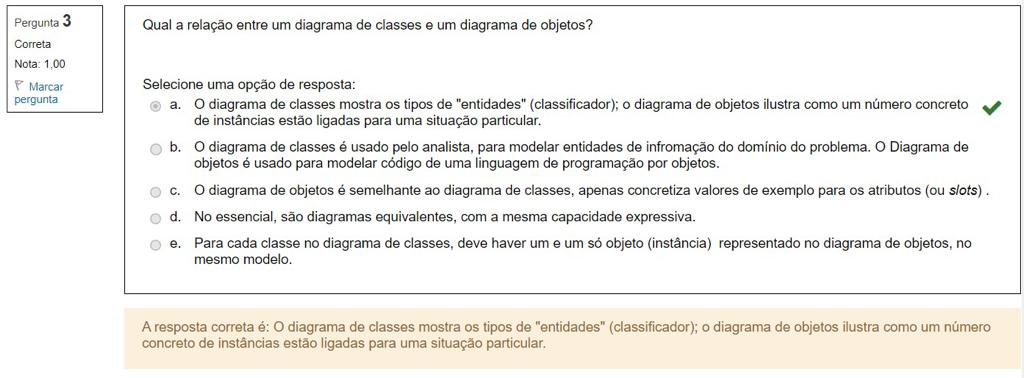 Pergunta 3
Correta
Nota: 1,00
Marcar
pergunta
Qual a relação entre um diagrama de classes e um diagrama de objetos?
Selecione uma opção de resposta:
a. O diagrama de classes mostra os tipos de "entidades" (classificador); o diagrama de objetos ilustra como um número concreto
de instâncias estão ligadas para uma situação particular.
b. O diagrama de classes é usado pelo analista, para modelar entidades de infromação do domínio do problema. O Diagrama de
objetos é usado para modelar código de uma linguagem de programação por objetos.
c. O diagrama de objetos é semelhante ao diagrama de classes, apenas concretiza valores de exemplo para os atributos (ou slots) .
d. No essencial, são diagramas equivalentes, com a mesma capacidade expressiva.
e. Para cada classe no diagrama de classes, deve haver um e um só objeto (instância) representado no diagrama de objetos, no
mesmo modelo.
A resposta correta é: O diagrama de classes mostra os tipos de "entidades" (classificador); o diagrama de objetos ilustra como um número
concreto de instâncias estão ligadas para uma situação particular.